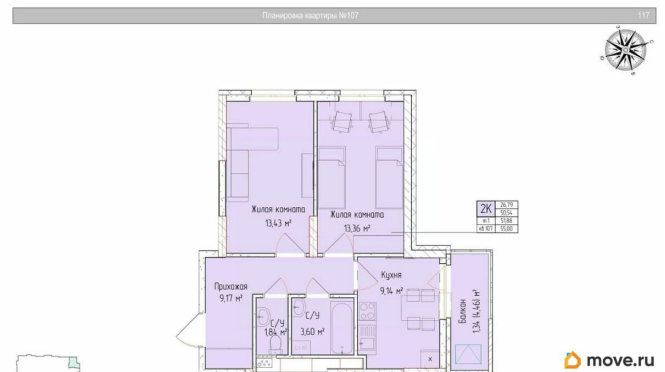 Планировка квартиры №107
117
Жилая комната
13,43 м²
Жилая комната
13,36 м²
2К
26,79
50,54
кв.107
55,00
Прихожая
9,17 м²
Кухня
9,14 м²
С/У
1,84 м²
С/У
3,60 м²
Балкон
1,34 (4,46) м²
х
move.ru